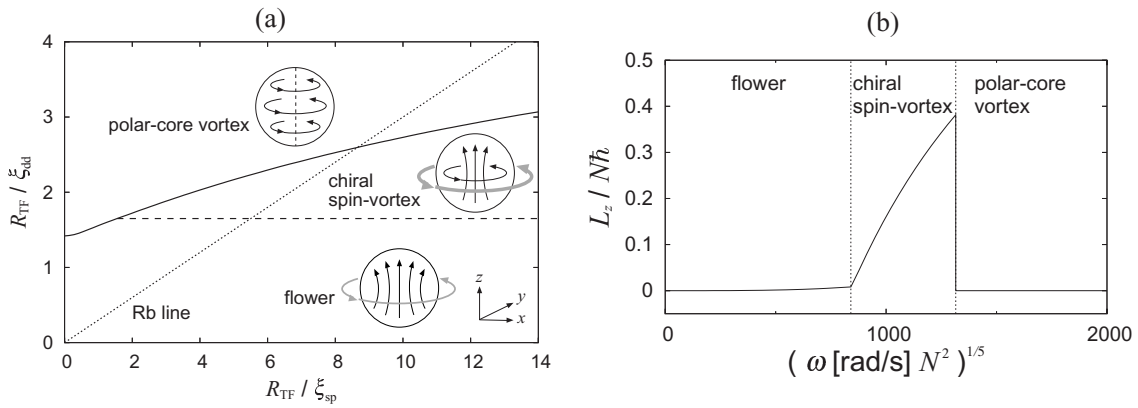 (a)
4
3
2
1
0
0 2 4 6 8 10 12 14
R_TF / ξ_dd
R_TF / ξ_sp
polar-core vortex
chiral
spin-vortex
flower
Rb line
z
y
x
(b)
0.5
0.4
0.3
0.2
0.1
0
0 1000 2000
L_z / Nħ
( ω [rad/s] N² )^1/5
flower
chiral
spin-vortex
polar-core
vortex